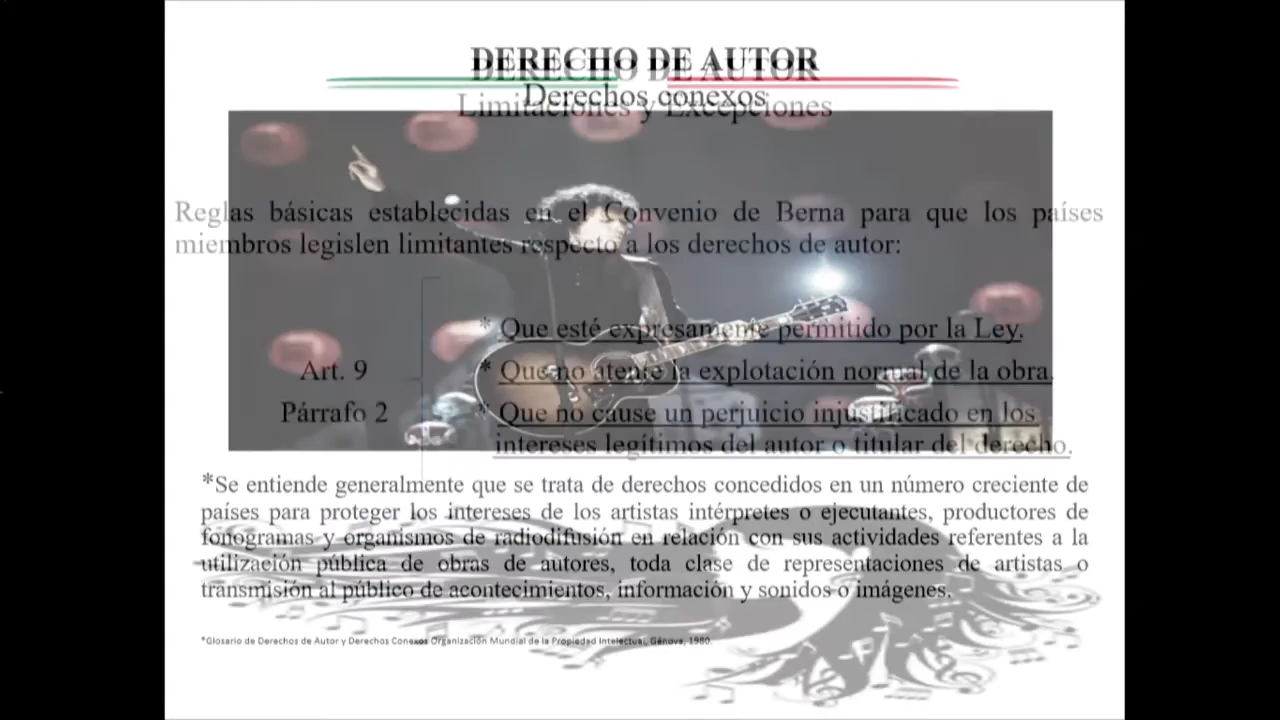 DERECHO DE AUTOR
Derechos conexos
Limitaciones y Excepciones
Reglas básicas establecidas en el Convenio de Berna para que los países
miembros legislen limitantes respecto a los derechos de autor:
* Que esté expresamente permitido por la Ley.
Art. 9
* Que no atente la explotación normal de la obra.
Párrafo 2
* Que no cause un perjuicio injustificado en los
intereses legítimos del autor o titular del derecho.
*Se entiende generalmente que se trata de derechos concedidos en un número creciente de
países para proteger los intereses de los artistas intérpretes o ejecutantes, productores de
fonogramas y organismos de radiodifusión en relación con sus actividades referentes a la
utilización pública de obras de autores, toda clase de representaciones de artistas o
transmisión al público de acontecimientos, información y sonidos o imágenes.
*Glosario de Derechos de Autor y Derechos Conexos Organización Mundial de la Propiedad Intelectual, Génova, 1980.